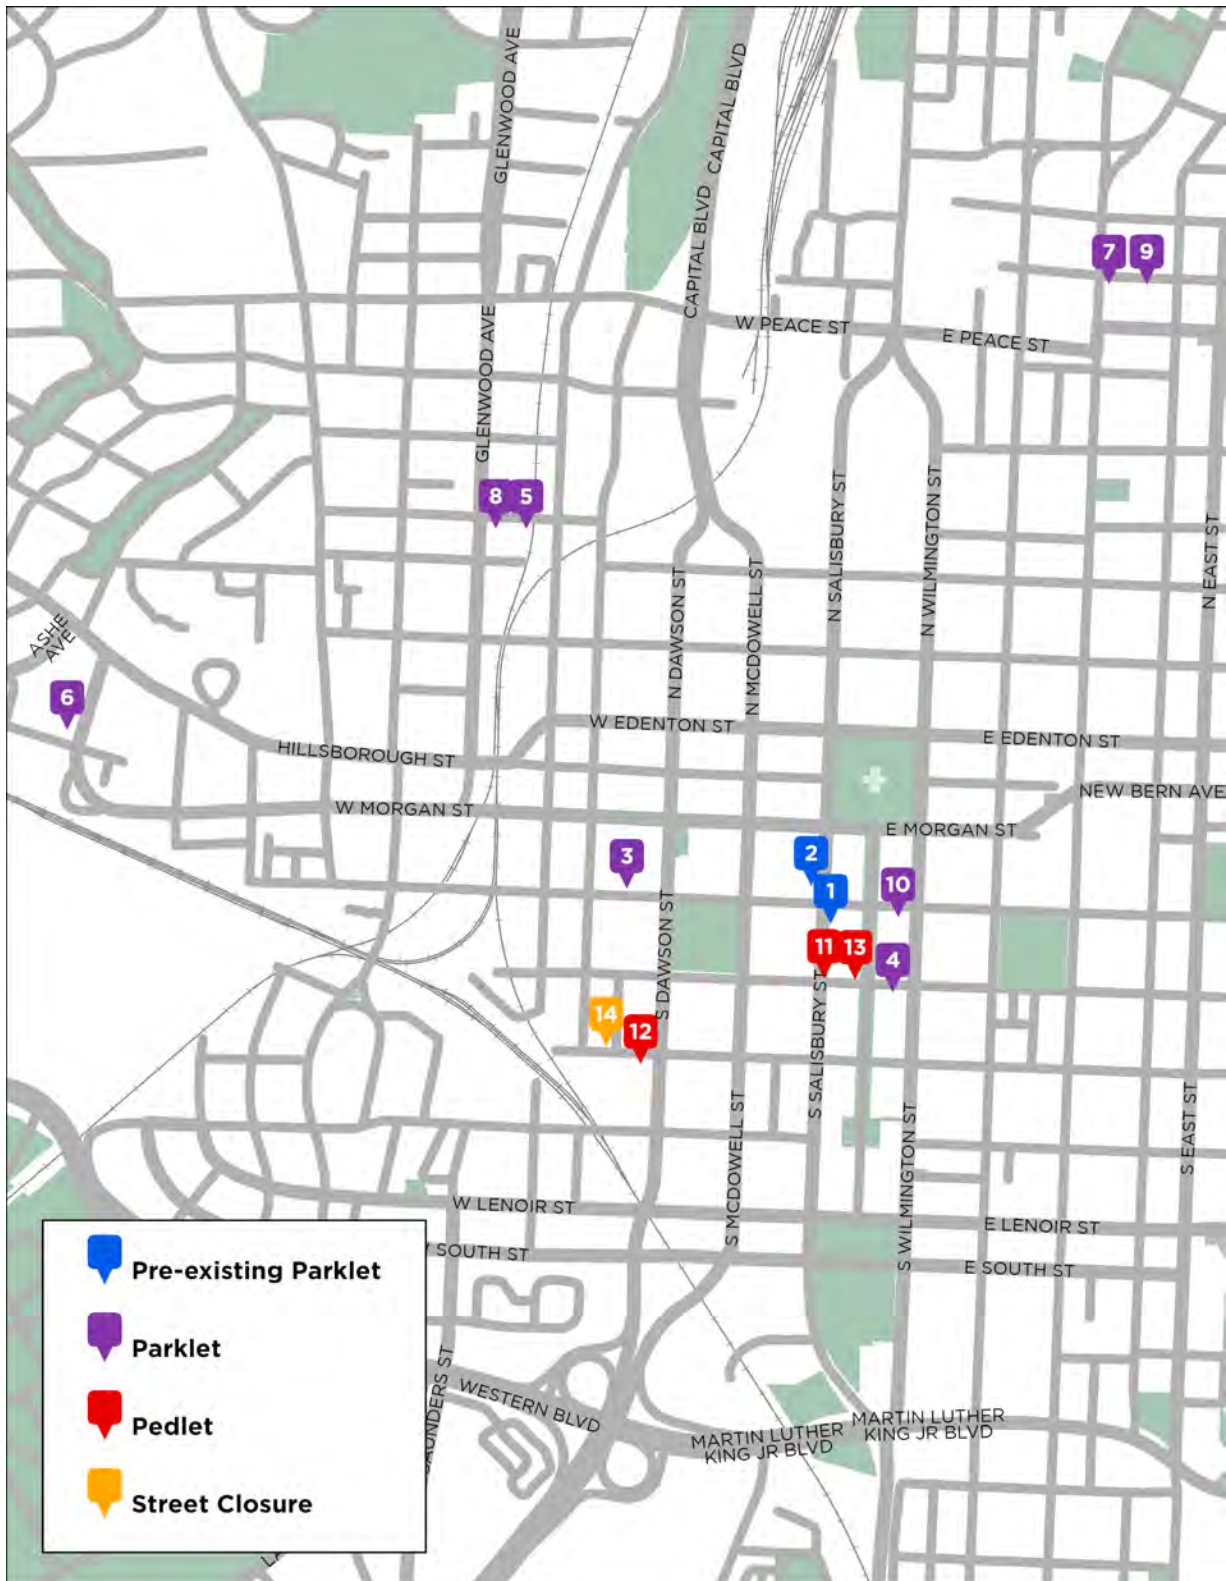 GLENWOOD AVE
CAPITAL BLVD
CAPITAL BLVD
7
9
W PEACE ST
E PEACE ST
GLENWOOD AVE
8
5
N SALISBURY ST
N WILMINGTON ST
N EAST ST
N DAWSON ST
N MCDOWELL ST
ASHE
AVE
6
W EDENTON ST
E EDENTON ST
HILLSBOROUGH ST
NEW BERN AVE
W MORGAN ST
E MORGAN ST
3
2
1
10
S DAWSON ST
11
13
4
14
12
S SALISBURY ST
S MCDOWELL ST
S WILMINGTON ST
S EAST ST
W LENOIR ST
E LENOIR ST
SOUTH ST
E SOUTH ST
Pre-existing Parklet
Parklet
Pedlet
Street Closure
SAUNDERS ST
WESTERN BLVD
MARTIN LUTHER
KING JR BLVD
MARTIN LUTHER
KING JR BLVD